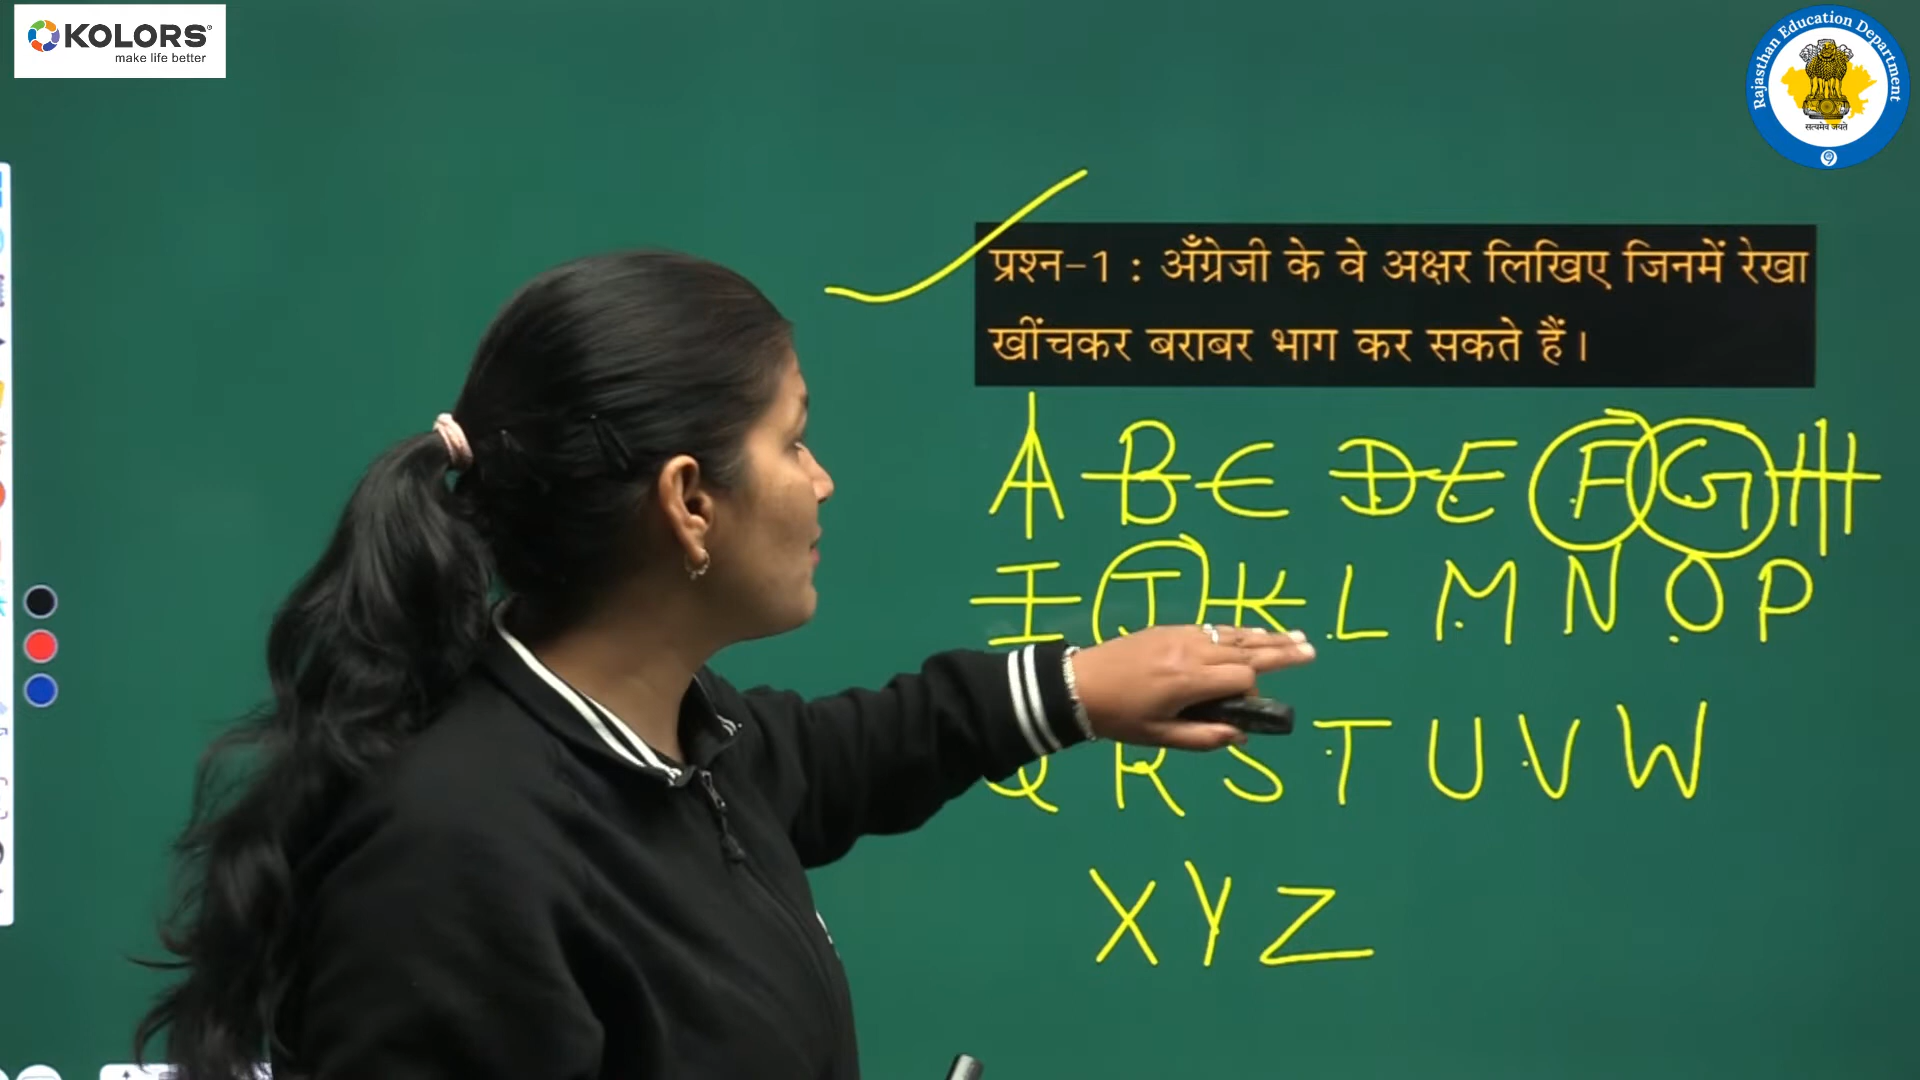 KOLORS
make life better
Rajasthan Education Department
सत्यमेव जयते
प्रश्न-1 : अँग्रेजी के वे अक्षर लिखिए जिनमें रेखा
खींचकर बराबर भाग कर सकते हैं।
A B C D E F G H
I J K L M N O P
Q R S T U V W
X Y Z